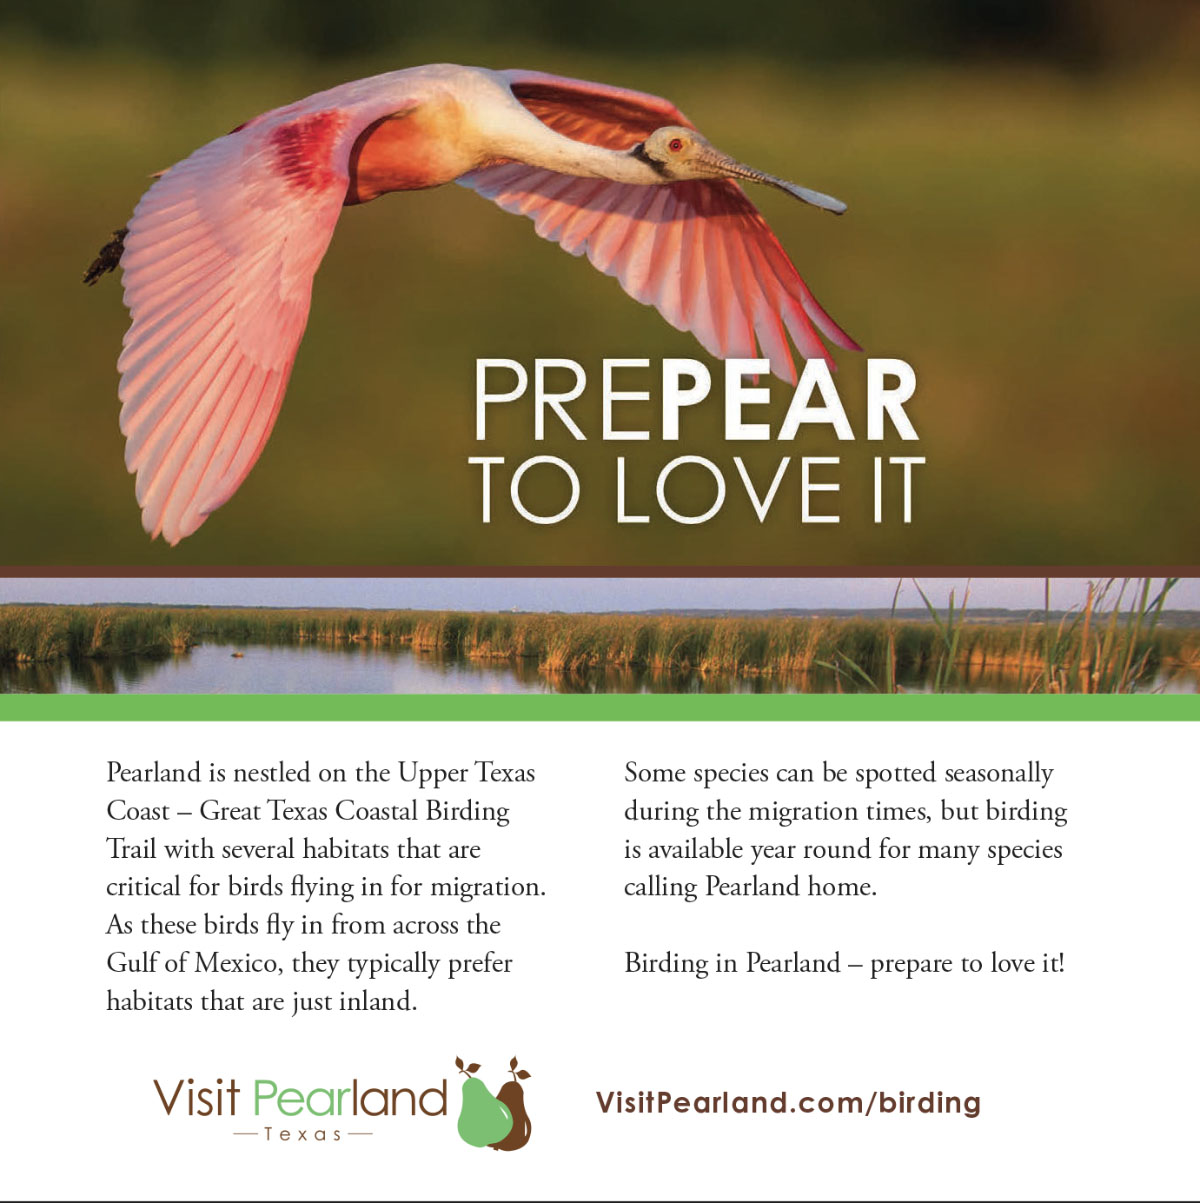 PREPEAR
TO LOVE IT
Pearland is nestled on the Upper Texas
Coast – Great Texas Coastal Birding
Trail with several habitats that are
critical for birds flying in for migration.
As these birds fly in from across the
Gulf of Mexico, they typically prefer
habitats that are just inland.
Some species can be spotted seasonally
during the migration times, but birding
is available year round for many species
calling Pearland home.
Birding in Pearland – prepare to love it!
Visit Pearland
Texas
VisitPearland.com/birding